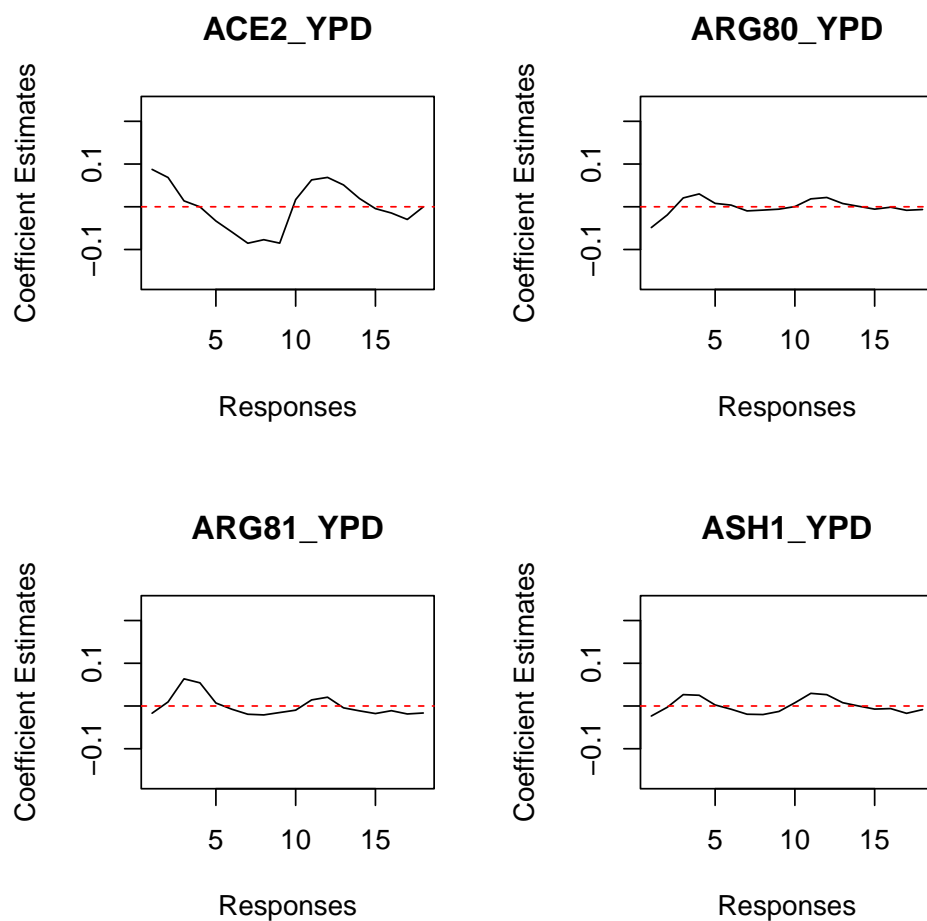 ACE2_YPD
Coefficient Estimates
0.1
−0.1
5 10 15
Responses
ARG80_YPD
Coefficient Estimates
0.1
−0.1
5 10 15
Responses
ARG81_YPD
Coefficient Estimates
0.1
−0.1
5 10 15
Responses
ASH1_YPD
Coefficient Estimates
0.1
−0.1
5 10 15
Responses